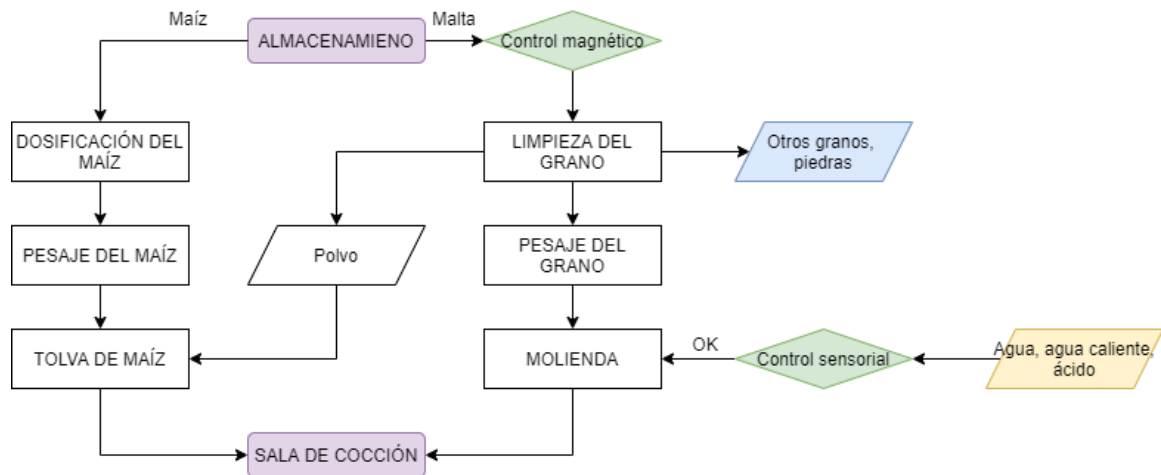 Maíz
ALMACENAMIENO
Malta
Control magnético
DOSIFICACIÓN DEL
MAÍZ
LIMPIEZA DEL
GRANO
Otros granos,
piedras
PESAJE DEL MAÍZ
Polvo
PESAJE DEL
GRANO
TOLVA DE MAÍZ
MOLIENDA
OK
Control sensorial
Agua, agua caliente,
ácido
SALA DE COCCIÓN